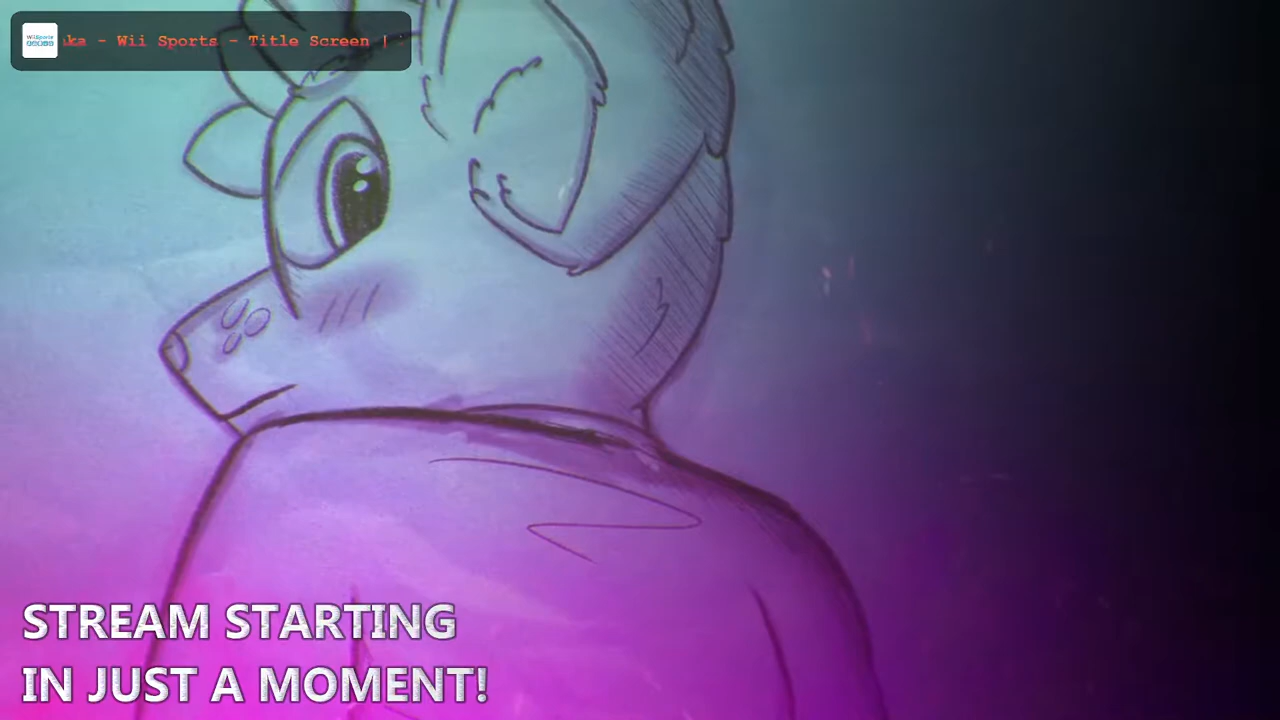 ka - Wii Sports - Title Screen |
STREAM STARTING
IN JUST A MOMENT!